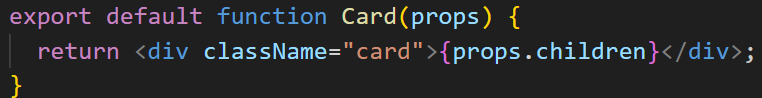 export default function Card(props) {
  return <div className="card">{props.children}</div>;
}